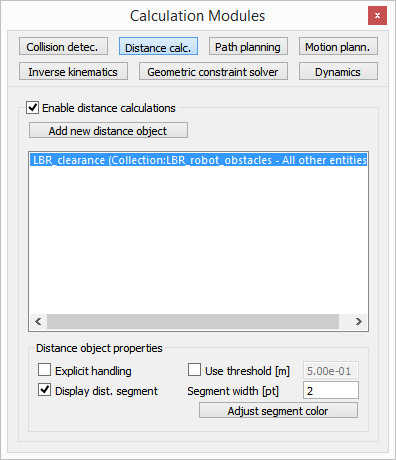 Calculation Modules
x
Collision detec. Distance calc. Path planning Motion plann.
Inverse kinematics Geometric constraint solver Dynamics
Enable distance calculations
Add new distance object
LBR_clearance (Collection:LBR_robot_obstacles - All other entities
Distance object properties
Explicit handling Use threshold [m] 5.00e-01
Display dist. segment Segment width [pt] 2
Adjust segment color